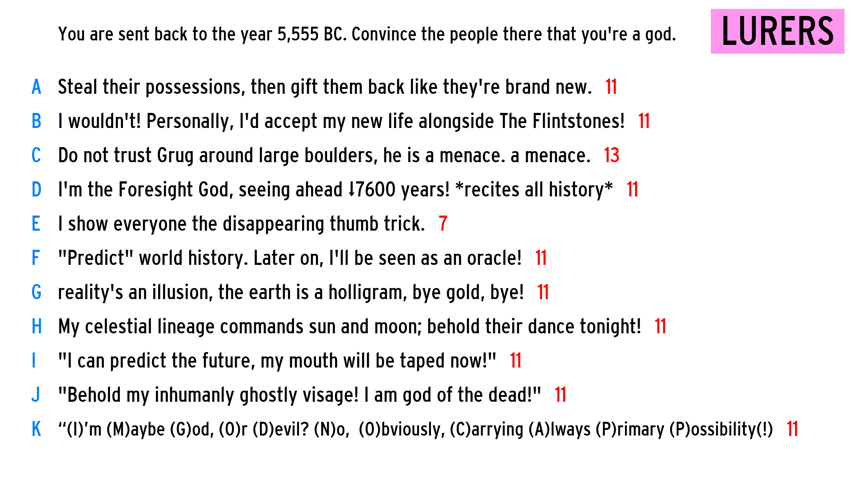 You are sent back to the year 5,555 BC. Convince the people there that you're a god.
LURERS
A Steal their possessions, then gift them back like they're brand new. 11
B I wouldn't! Personally, I'd accept my new life alongside The Flintstones! 11
C Do not trust Grug around large boulders, he is a menace. a menace. 13
D I'm the Foresight God, seeing ahead ⇂7600 years! *recites all history* 11
E I show everyone the disappearing thumb trick. 7
F "Predict" world history. Later on, I'll be seen as an oracle! 11
G reality's an illusion, the earth is a holligram, bye gold, bye! 11
H My celestial lineage commands sun and moon; behold their dance tonight! 11
I "I can predict the future, my mouth will be taped now!" 11
J "Behold my inhumanly ghostly visage! I am god of the dead!" 11
K “(I)’m (M)aybe (G)od, (O)r (D)evil? (N)o, (O)bviously, (C)arrying (A)lways (P)rimary (P)ossibility(!) 11